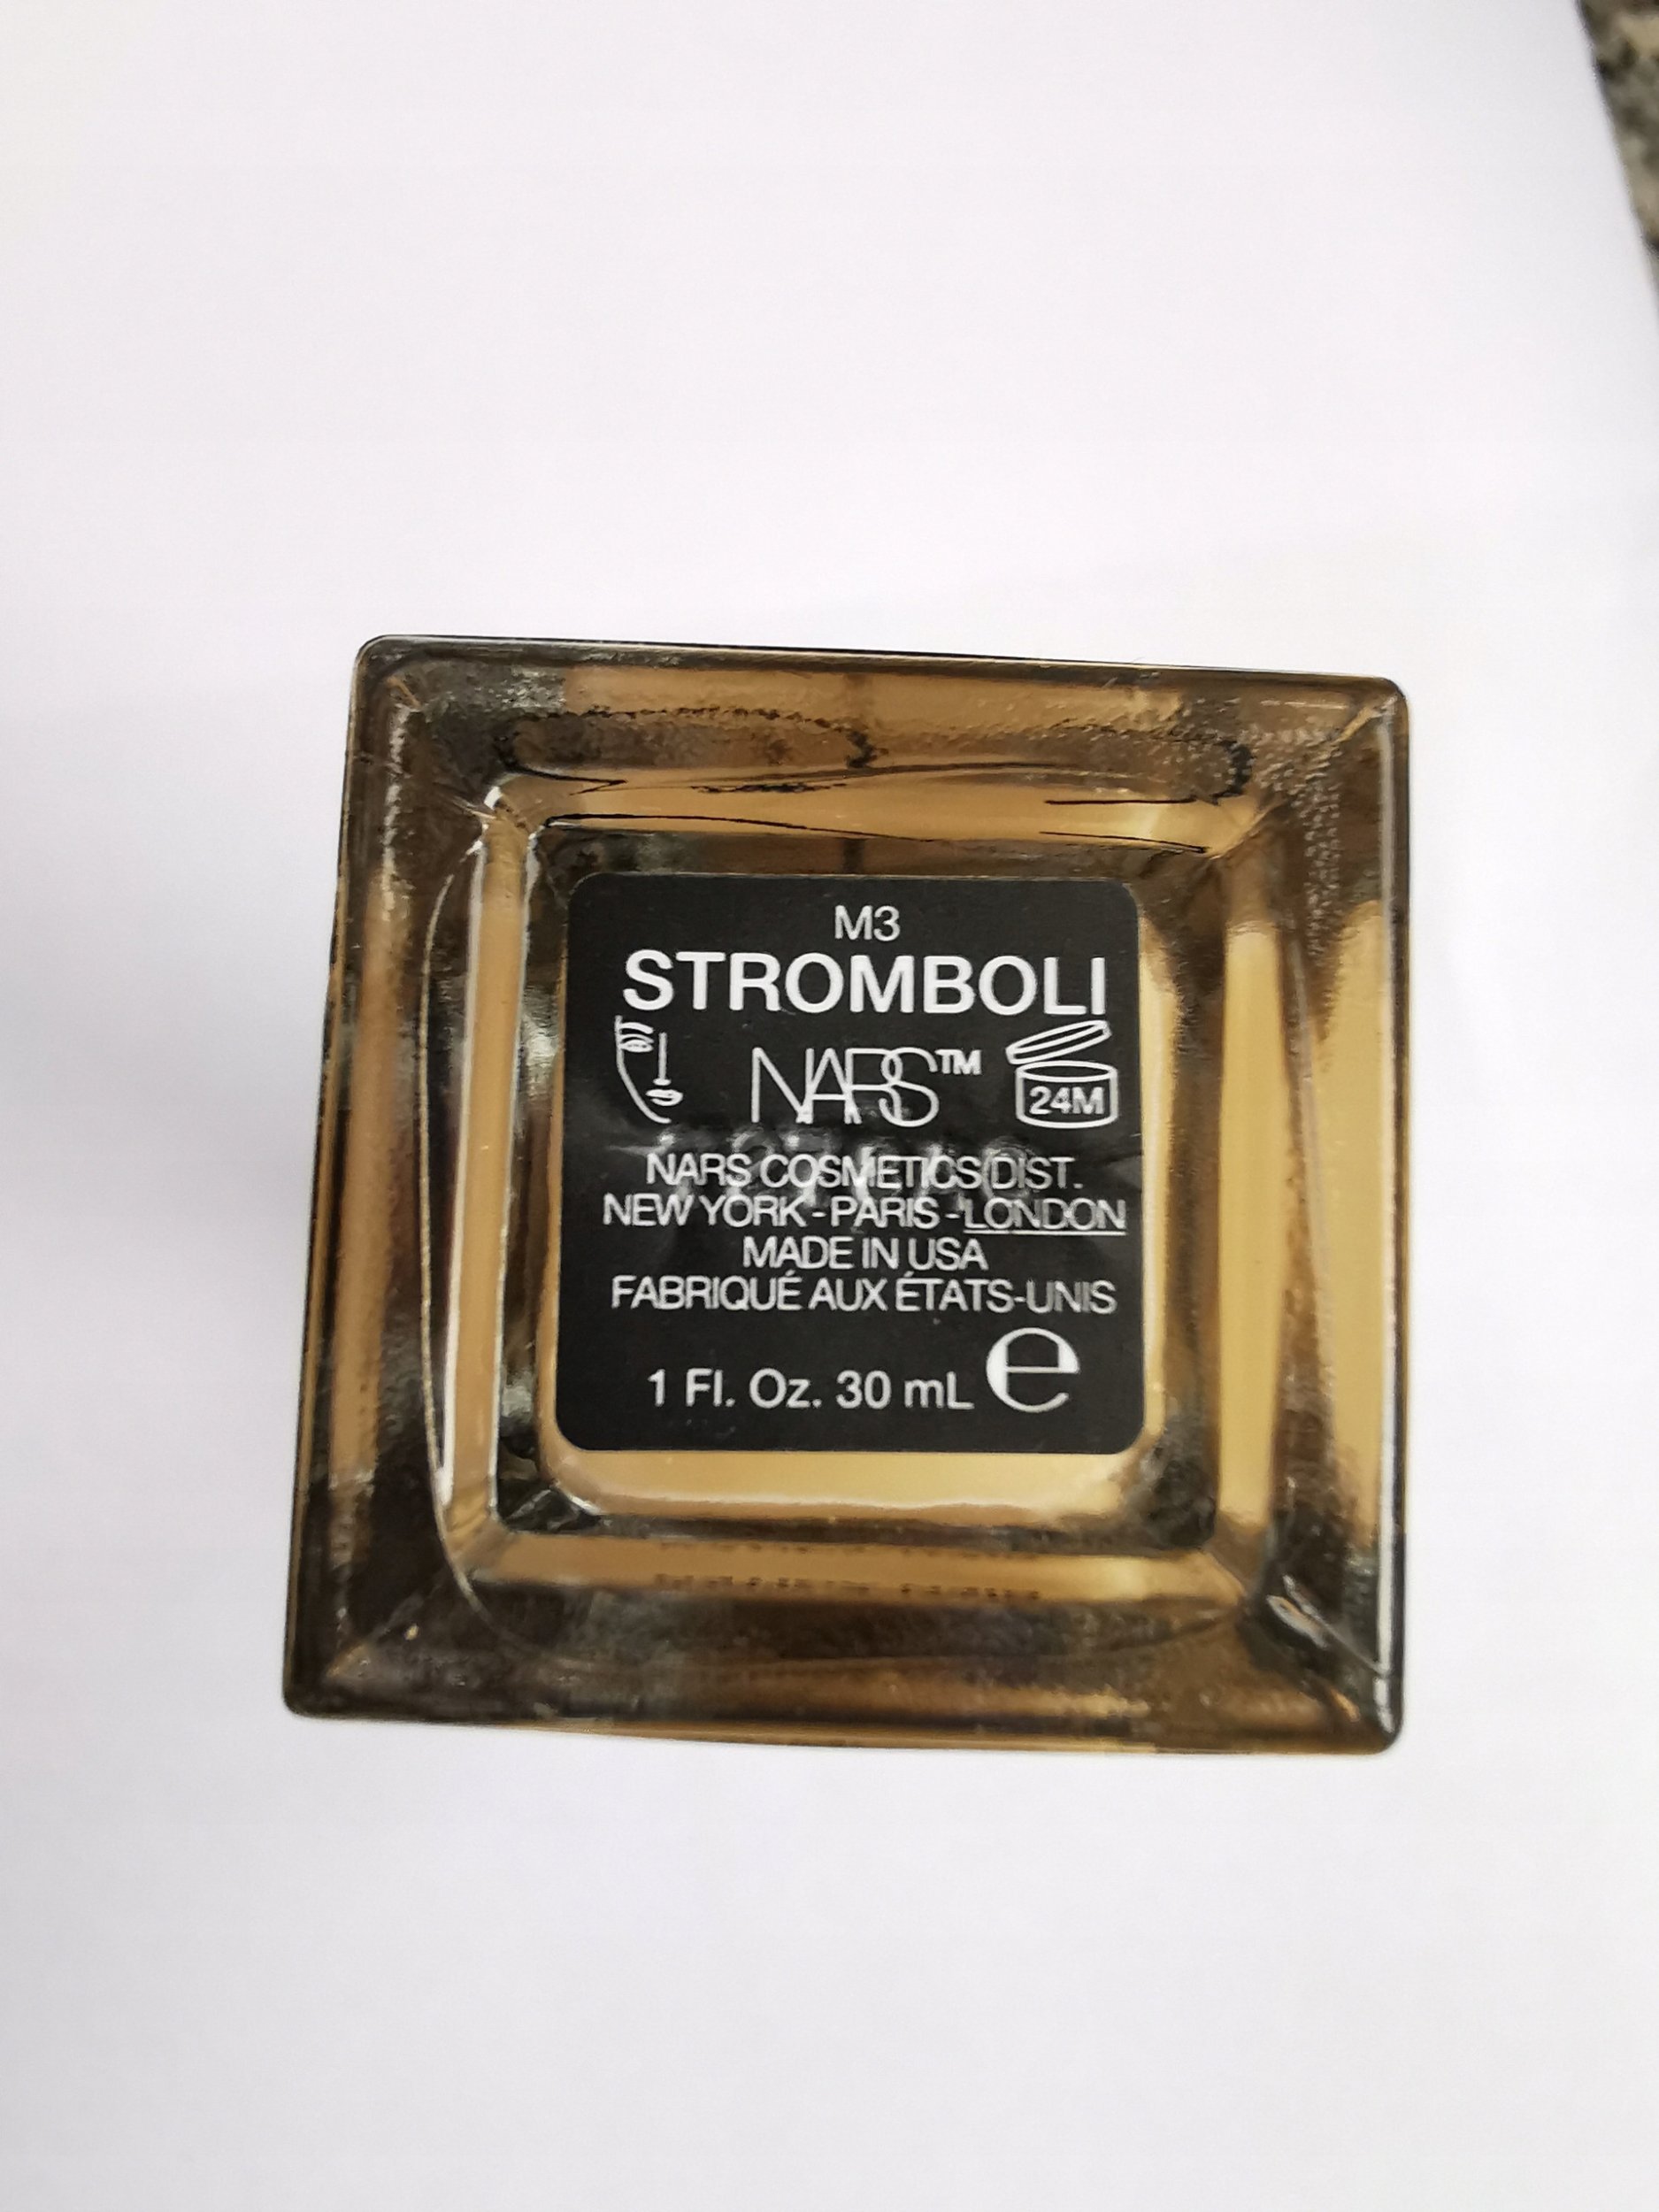 M3
STROMBOLI
NARS™
24M
NARS COSMETICS/DIST.
NEW YORK - PARIS - LONDON
MADE IN USA
FABRIQUÉ AUX ÉTATS-UNIS
1 Fl. Oz. 30 mL e